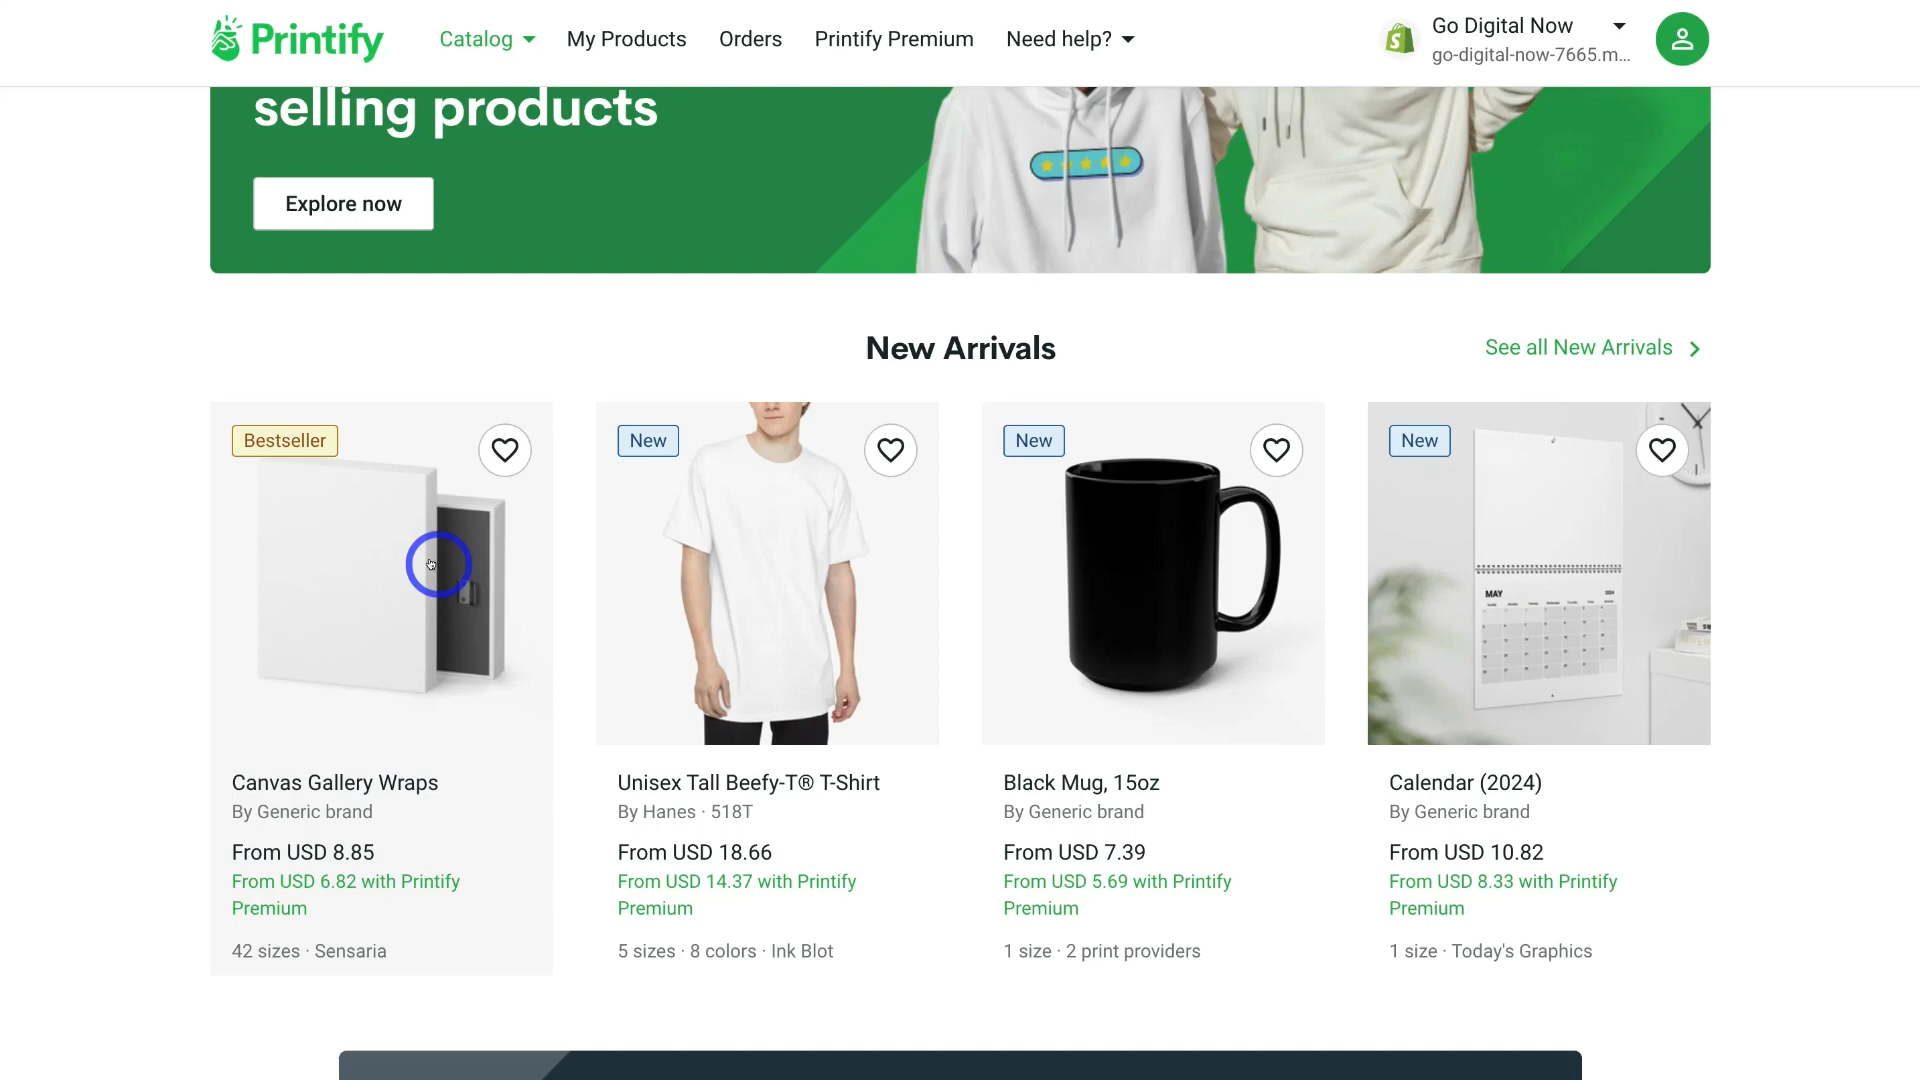 Printify
Catalog
My Products
Orders
Printify Premium
Need help?
Go Digital Now
go-digital-now-7665.m...
selling products
Explore now
New Arrivals
See all New Arrivals
Bestseller
New
New
New
MAY
2024
Canvas Gallery Wraps
By Generic brand
From USD 8.85
From USD 6.82 with Printify
Premium
42 sizes · Sensaria
Unisex Tall Beefy-T® T-Shirt
By Hanes · 518T
From USD 18.66
From USD 14.37 with Printify
Premium
5 sizes · 8 colors · Ink Blot
Black Mug, 15oz
By Generic brand
From USD 7.39
From USD 5.69 with Printify
Premium
1 size · 2 print providers
Calendar (2024)
By Generic brand
From USD 10.82
From USD 8.33 with Printify
Premium
1 size · Today's Graphics